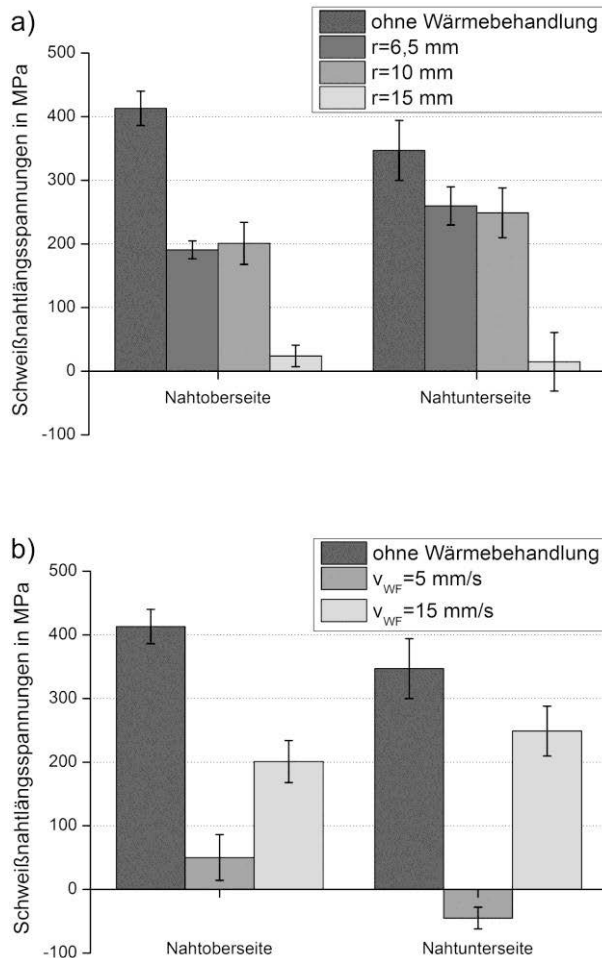 a)
ohne Wärmebehandlung
r=6,5 mm
r=10 mm
r=15 mm
Schweißnahtlängsspannungen in MPa
500
400
300
200
100
0
-100
Nahtoberseite
Nahtunterseite
b)
ohne Wärmebehandlung
vWF=5 mm/s
vWF=15 mm/s
Schweißnahtlängsspannungen in MPa
500
400
300
200
100
0
-100
Nahtoberseite
Nahtunterseite